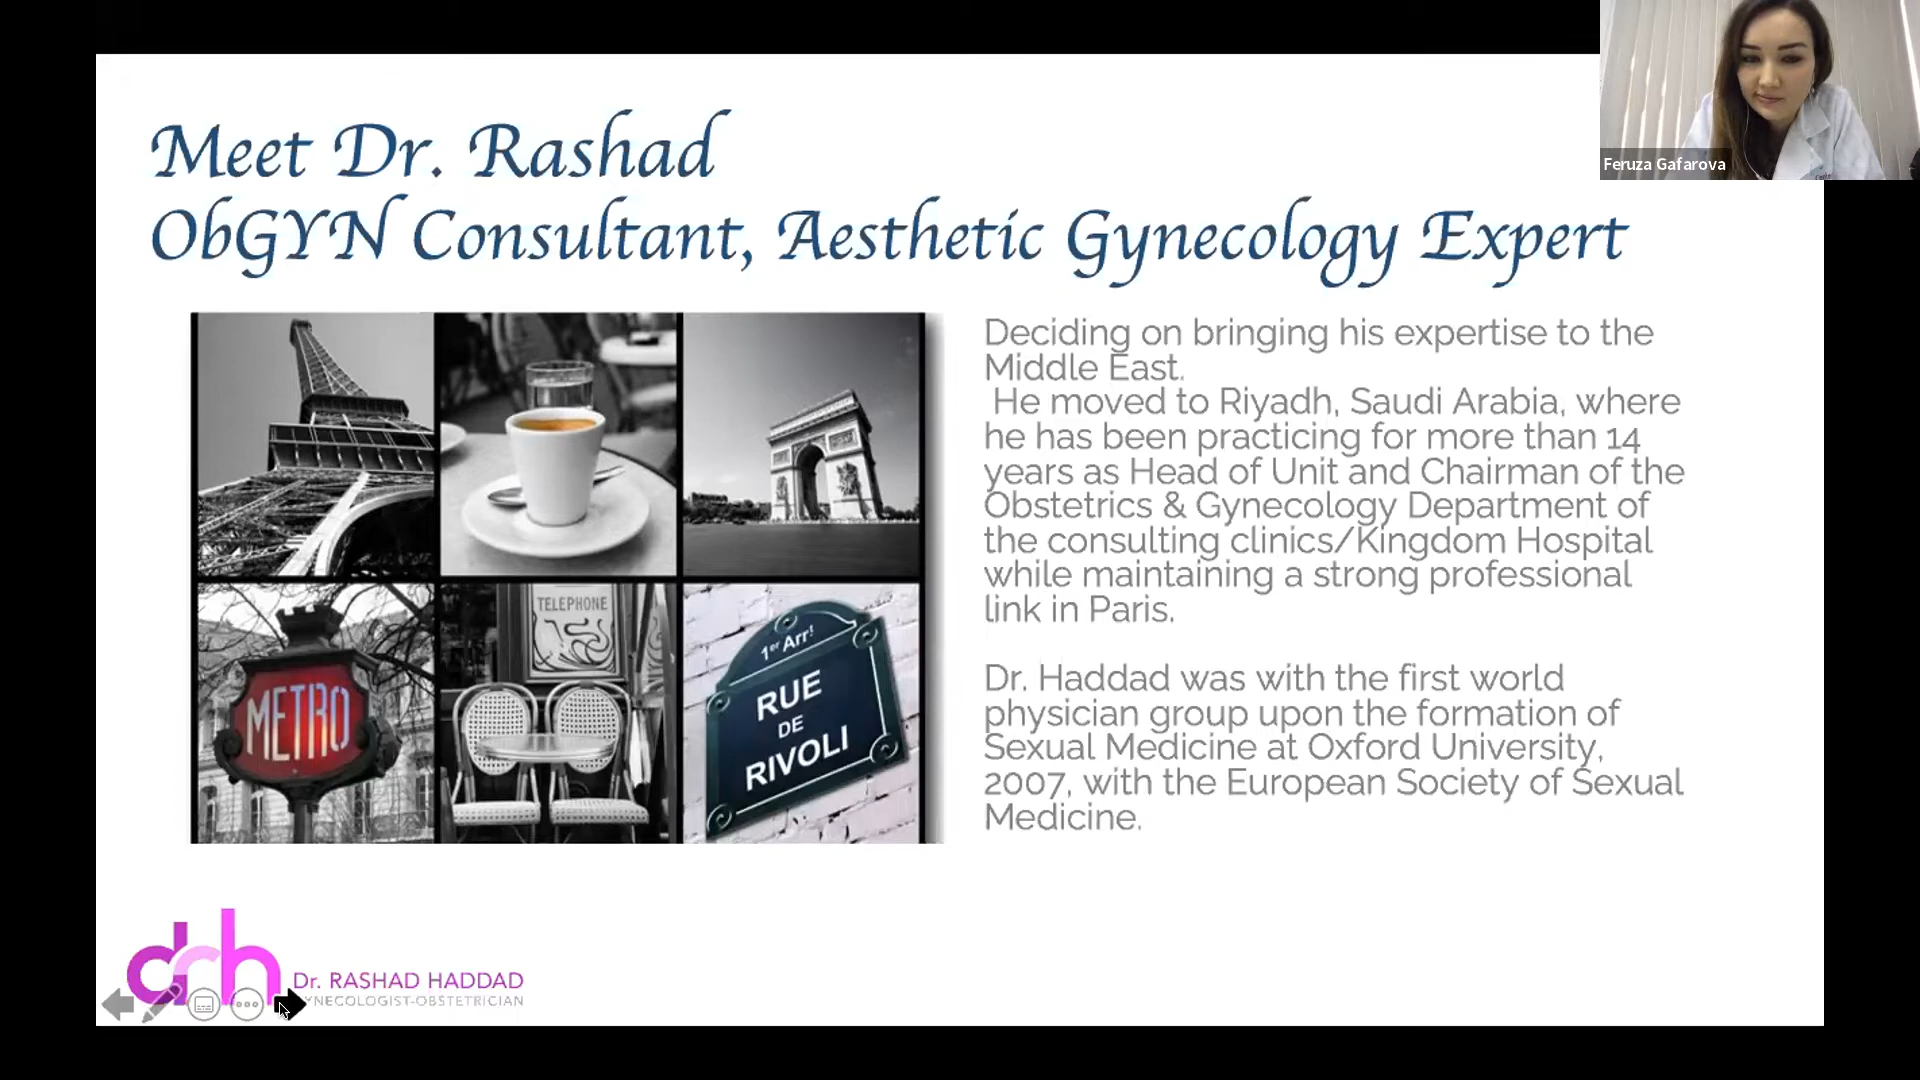 Feruza Gafarova
Meet Dr. Rashad
ObGYN Consultant, Aesthetic Gynecology Expert
Deciding on bringing his expertise to the
Middle East.
He moved to Riyadh, Saudi Arabia, where
he has been practicing for more than 14
years as Head of Unit and Chairman of the
Obstetrics & Gynecology Department of
the consulting clinics/Kingdom Hospital
while maintaining a strong professional
link in Paris.
Dr. Haddad was with the first world
physician group upon the formation of
Sexual Medicine at Oxford University,
2007, with the European Society of Sexual
Medicine.
METRO
TELEPHONE
1er Arrt
RUE
DE
RIVOLI
drh
Dr. RASHAD HADDAD
YNECOLOGIST-OBSTETRICIAN